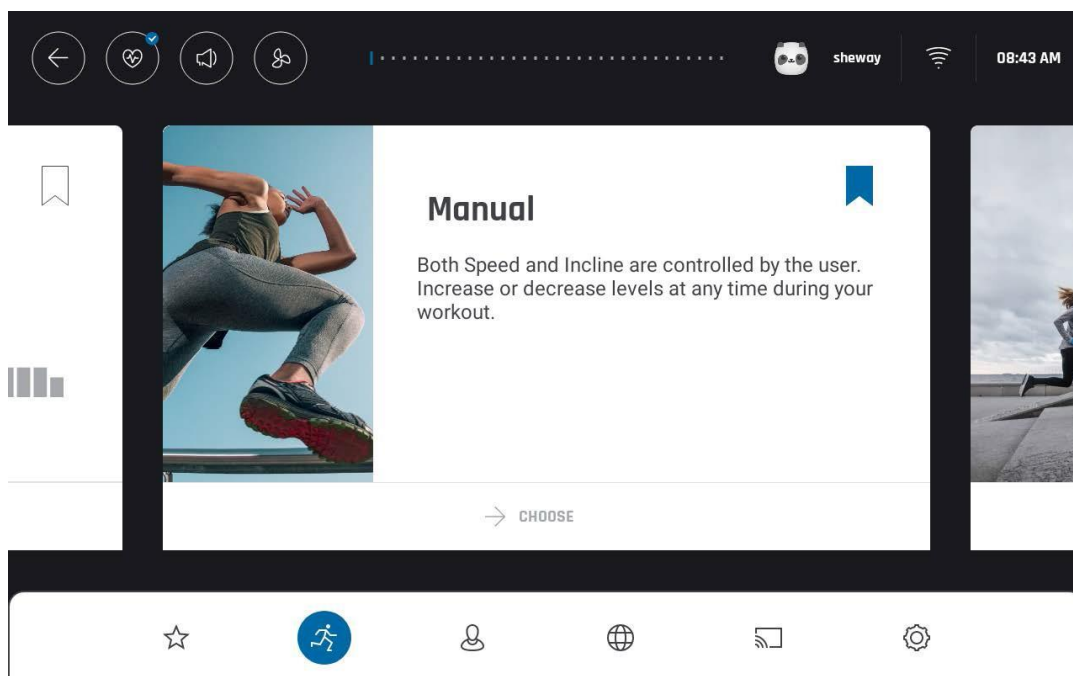 sheway
08:43 AM
Manual
Both Speed and Incline are controlled by the user.
Increase or decrease levels at any time during your
workout.
CHOOSE